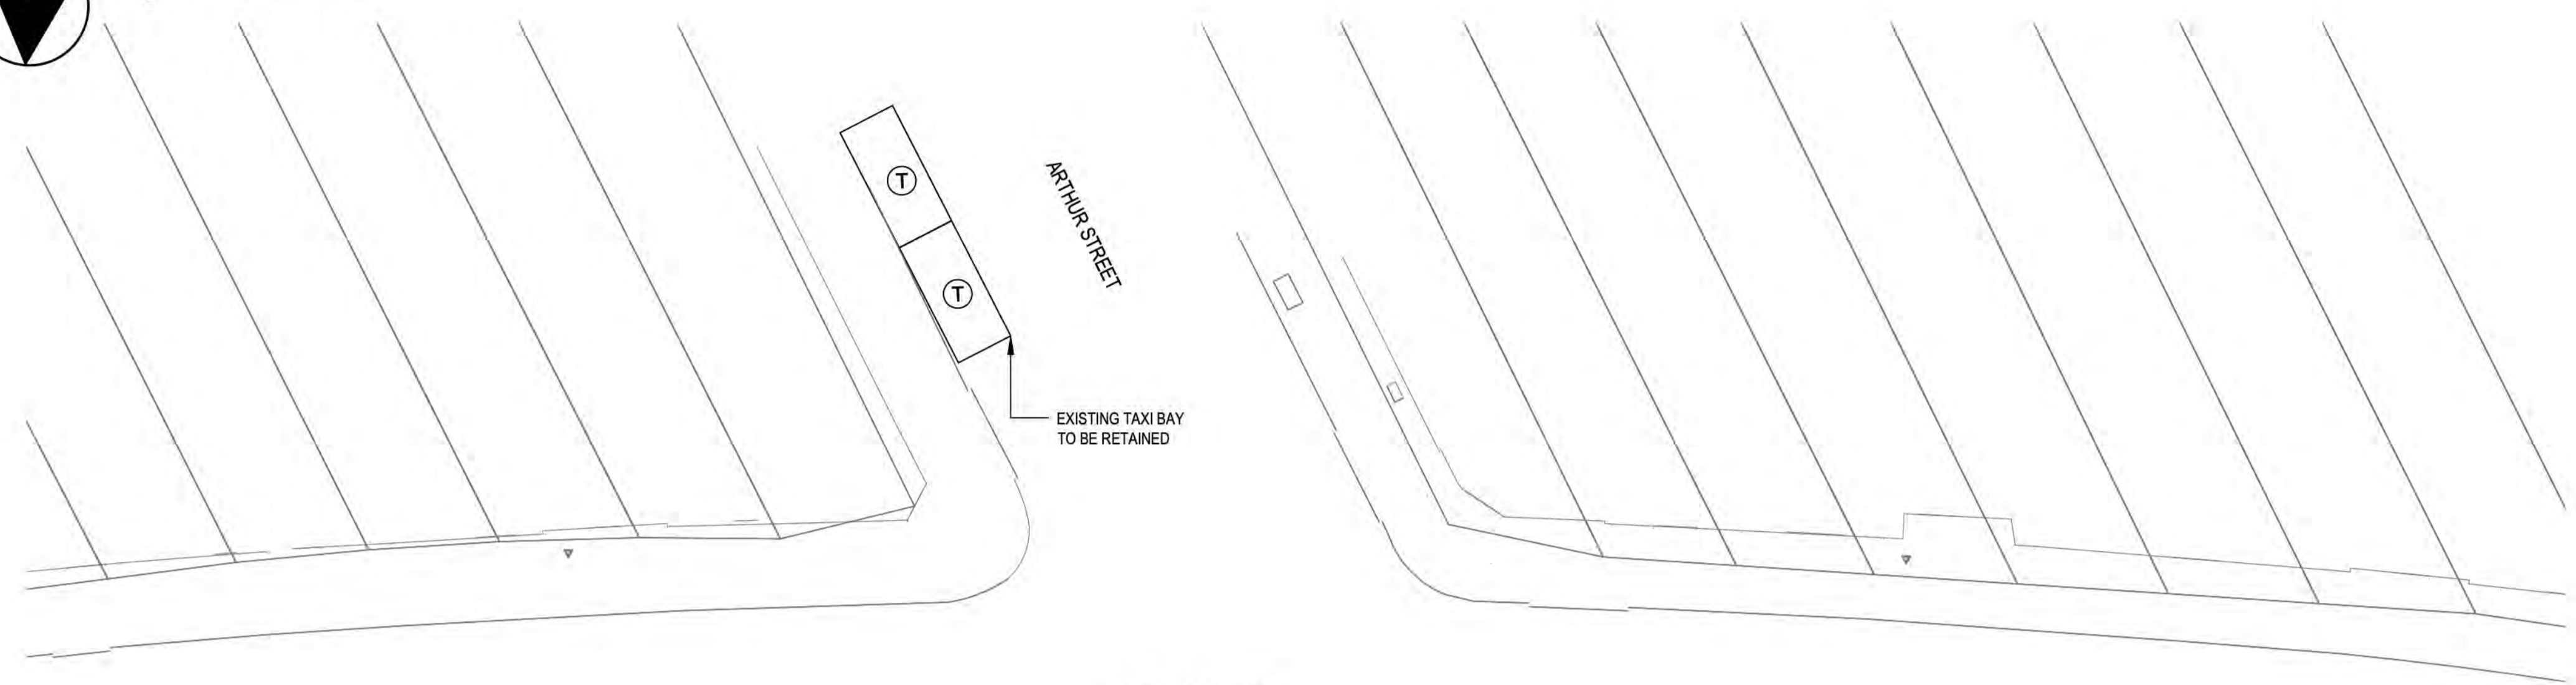 T
ARTHUR STREET
T
EXISTING TAXI BAY
TO BE RETAINED